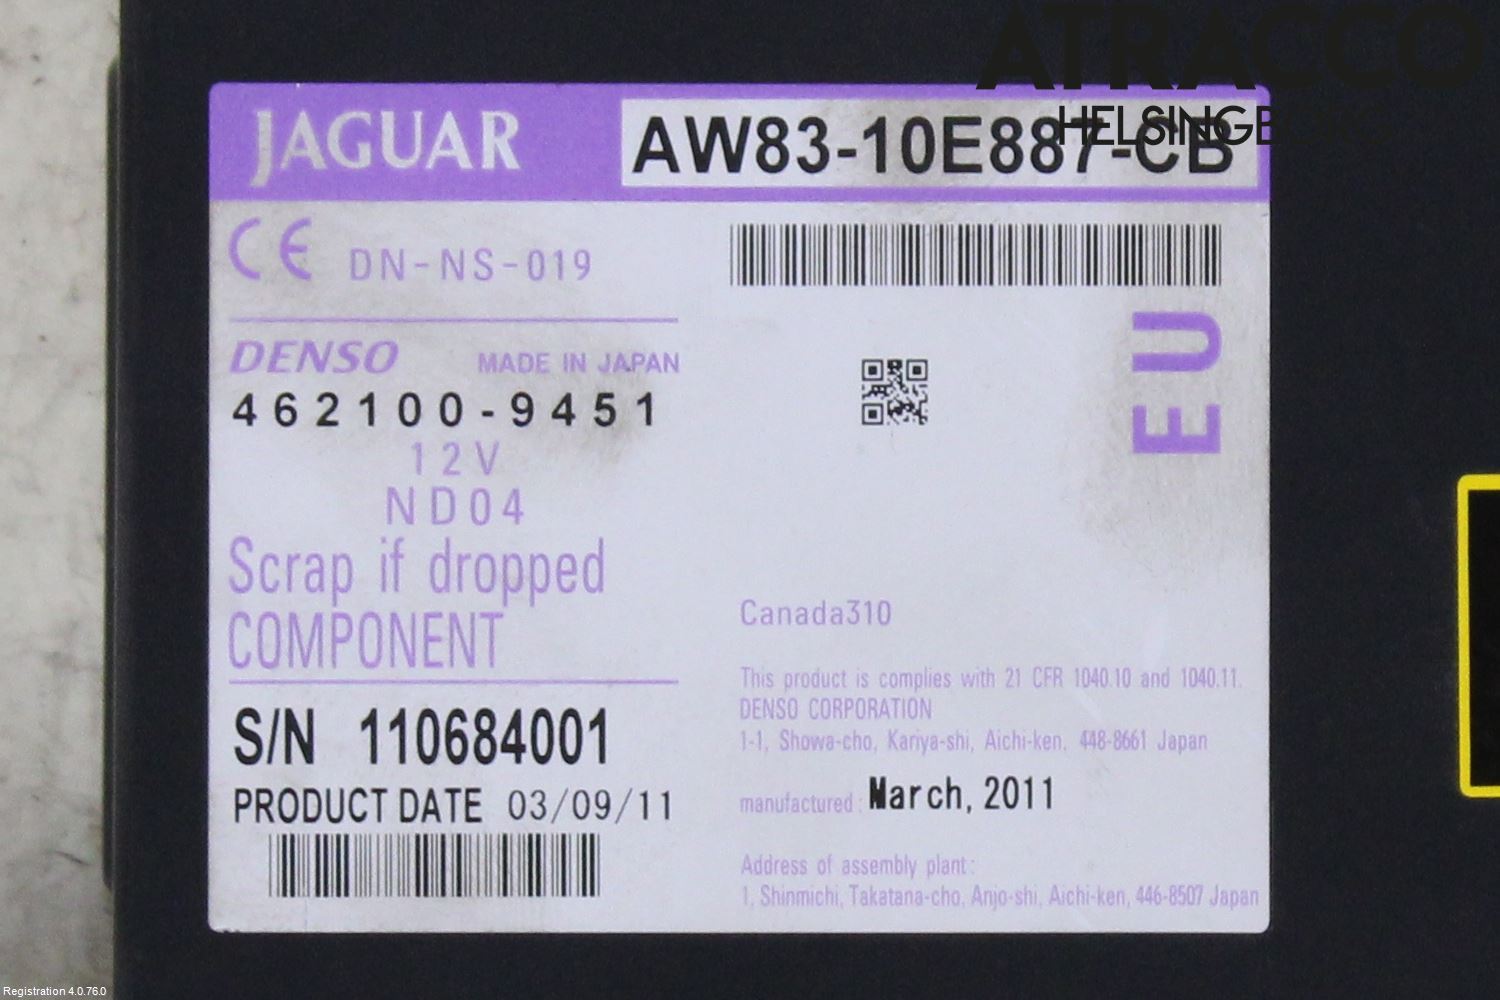 ATRACCO
HELSINGBORG
JAGUAR
AW83-10E887-CB
CE DN-NS-019
DENSO MADE IN JAPAN
462100-9451
12V
ND04
Scrap if dropped
COMPONENT
S/N 110684001
PRODUCT DATE 03/09/11
EU
Canada310
This product is complies with 21 CFR 1040.10 and 1040.11.
DENSO CORPORATION
1-1, Showa-cho, Kariya-shi, Aichi-ken, 448-8661 Japan
manufactured : March, 2011
Address of assembly plant :
1, Shinmichi, Takatana-cho, Anjo-shi, Aichi-ken, 446-8507 Japan
Registration 4.0.76.0